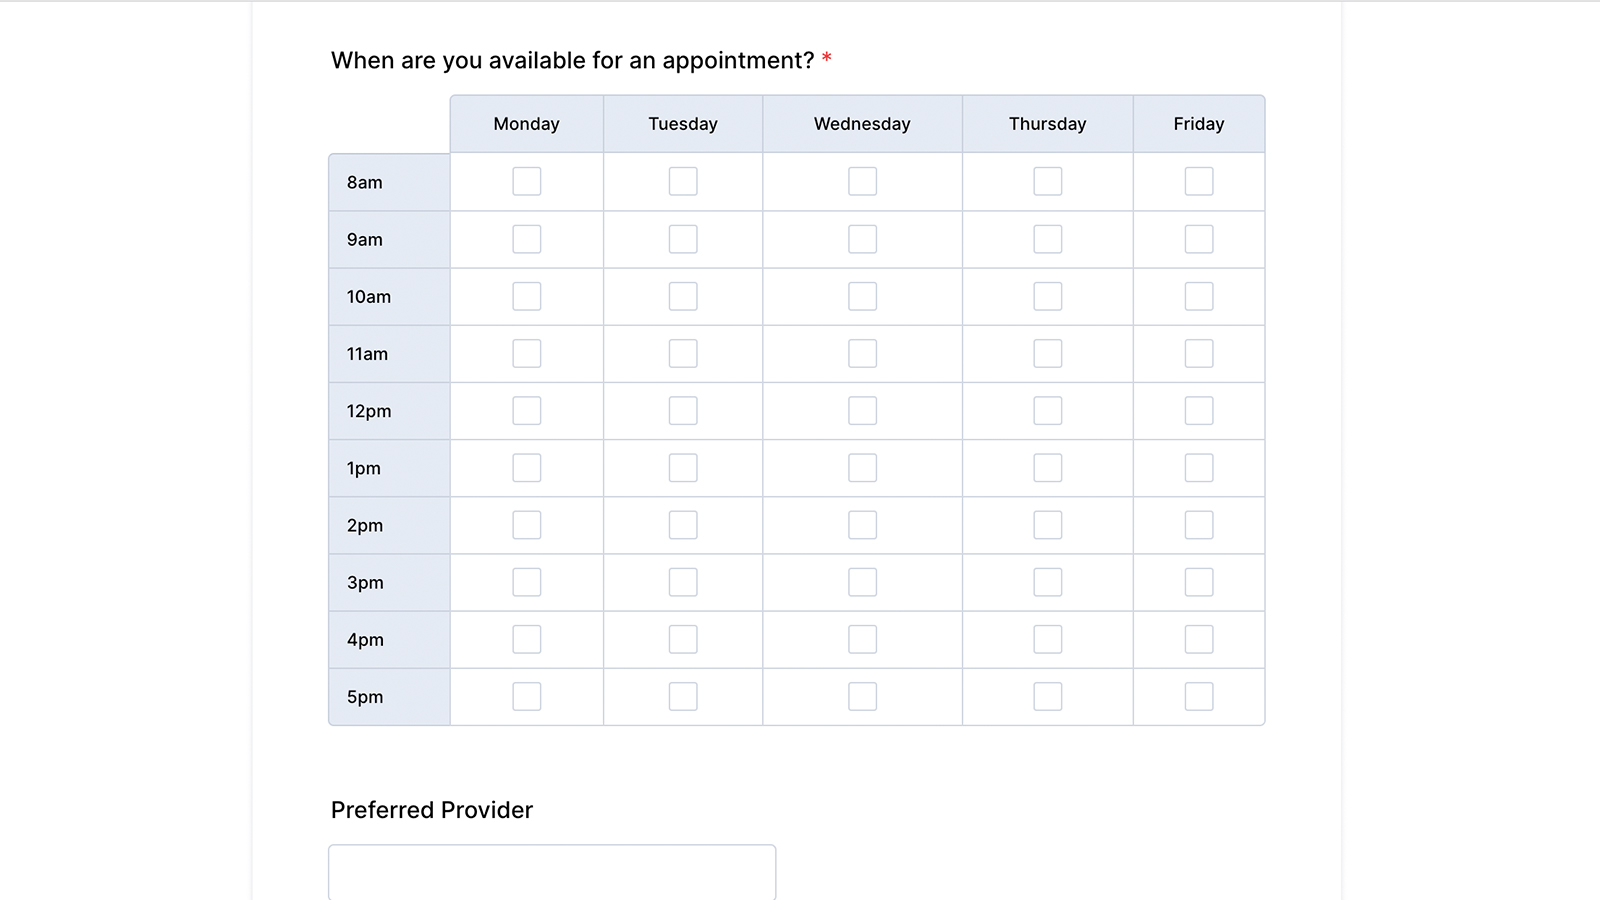 When are you available for an appointment? *
Monday Tuesday Wednesday Thursday Friday
8am
9am
10am
11am
12pm
1pm
2pm
3pm
4pm
5pm
Preferred Provider